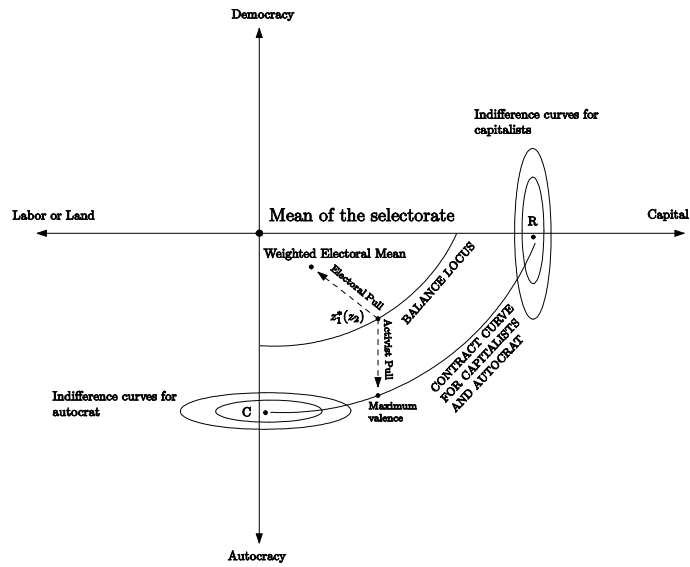 Democracy
Indifference curves for
capitalists
Labor or Land
Mean of the selectorate
R
Capital
Weighted Electoral Mean
Electoral Pull
BALANCE LOCUS
z₁*(z₂)
Activist Pull
CONTRACT CURVE
FOR CAPITALISTS
AND AUTOCRAT
Indifference curves for
autocrat
C
Maximum
valence
Autocracy